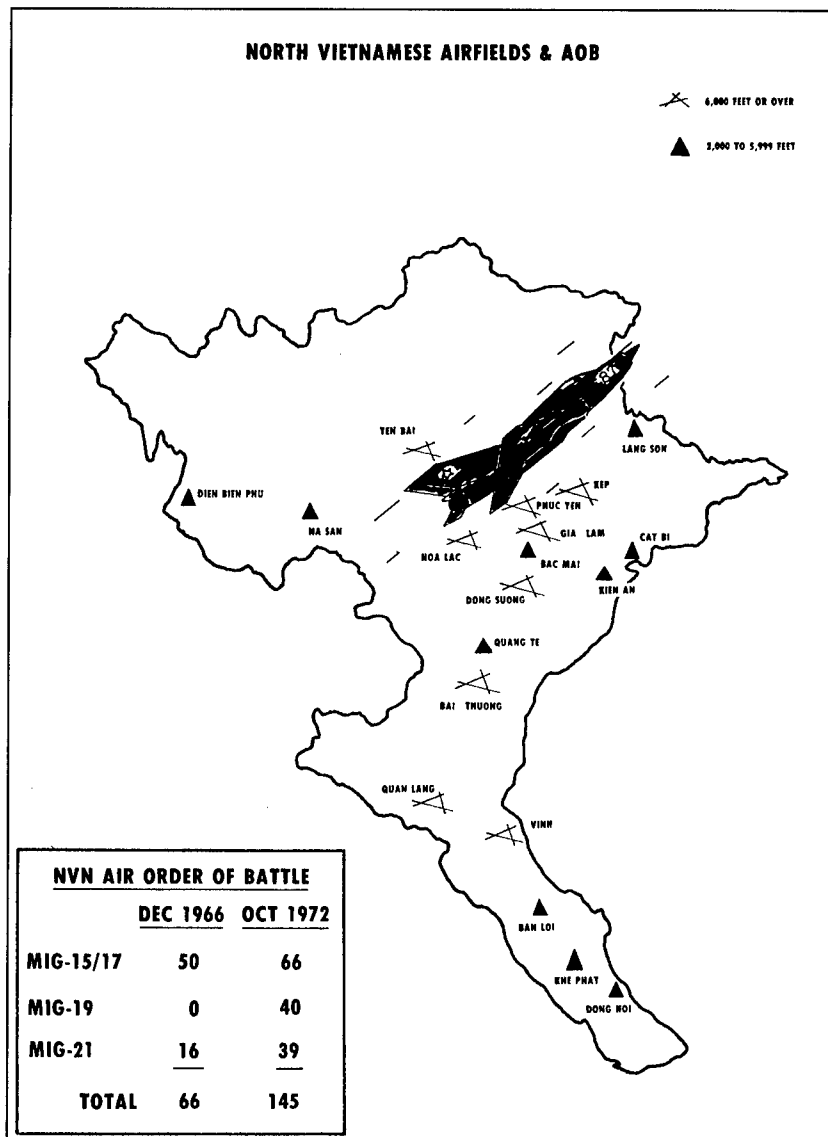 NORTH VIETNAMESE AIRFIELDS & AOB
6,000 FEET OR OVER
3,000 TO 5,999 FEET
87
YEN BAI
LANG SON
KEP
DIEN BIEN PHU
PHUC YEN
NA SAN
GIA LAM
CAT BI
HOA LAC
BAC MAI
KIEN AN
DONG SUONG
QUANG TE
BAI THUONG
QUAN LANG
VINH
BAN LOI
KHE PHAT
DONG HOI
NVN AIR ORDER OF BATTLE
DEC 1966 OCT 1972
MIG-15/17 50 66
MIG-19 0 40
MIG-21 16 39
TOTAL 66 145